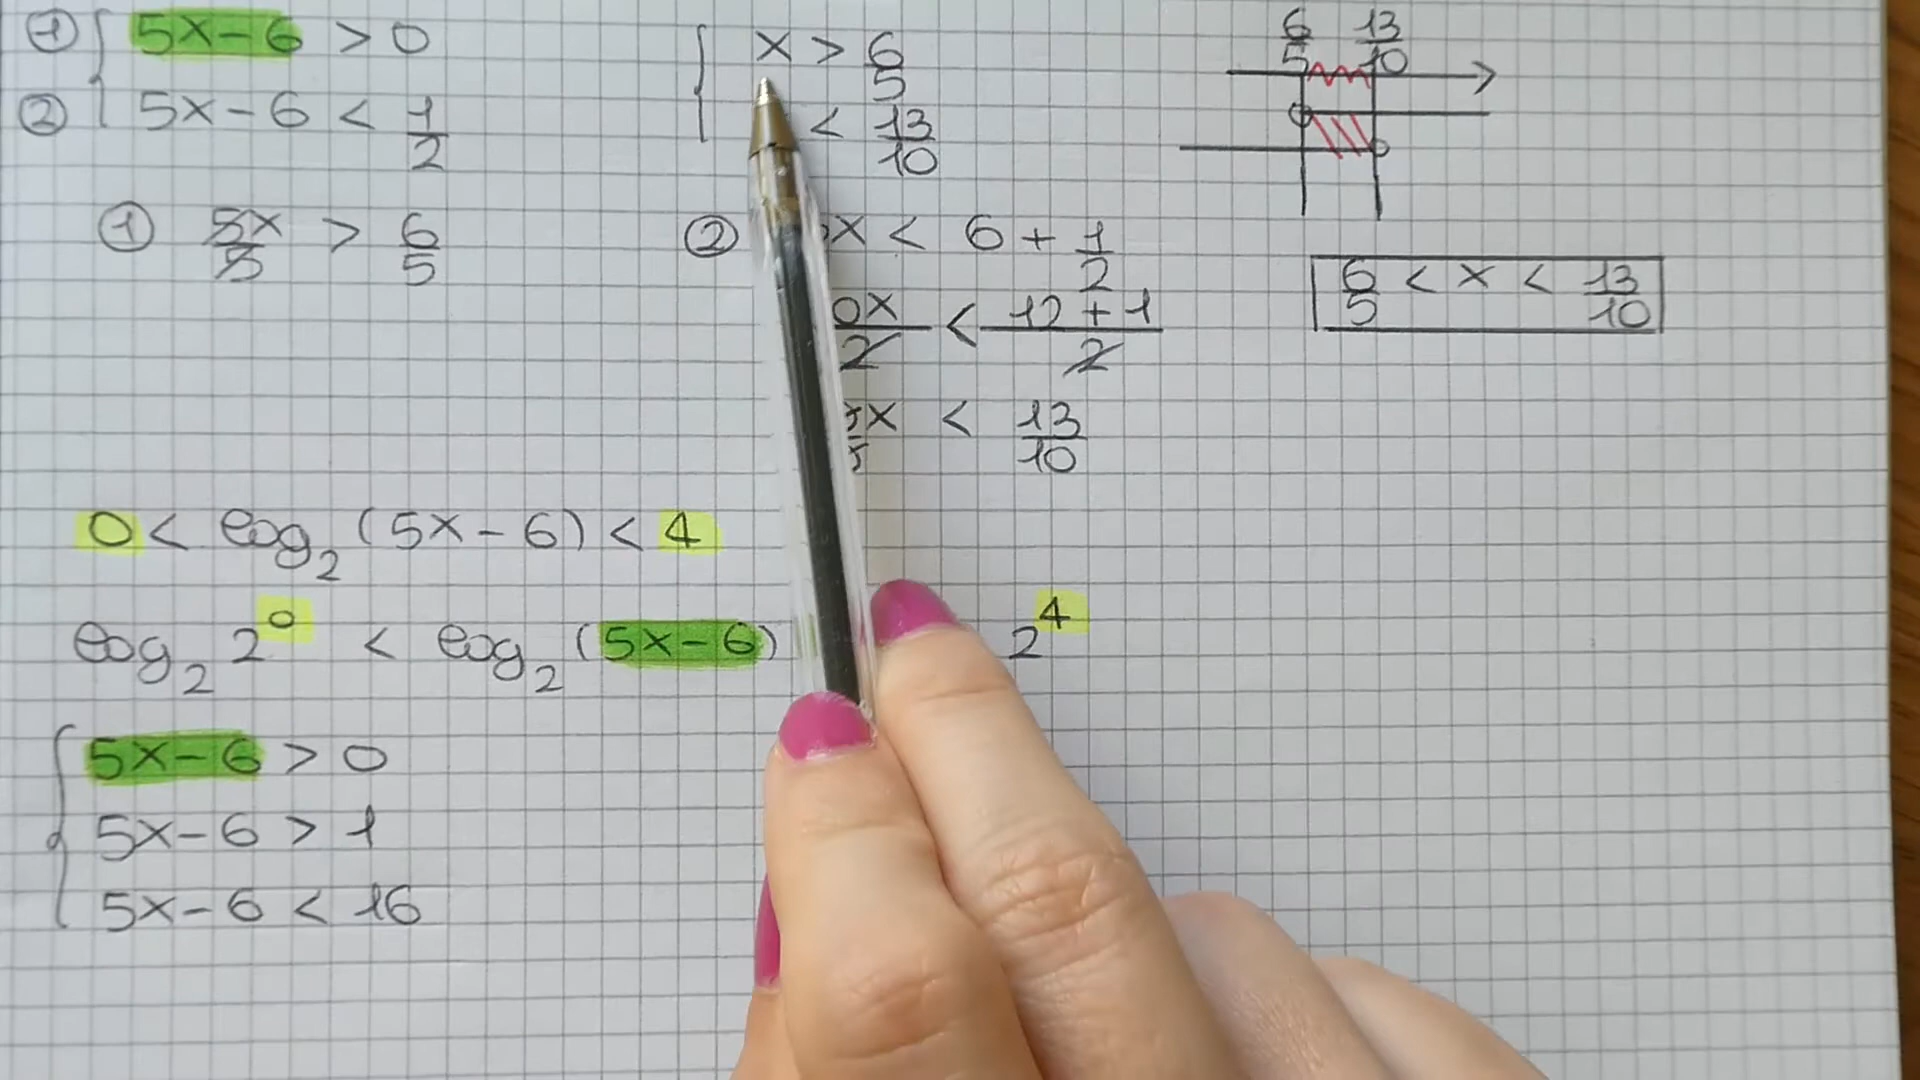 ① { 5x-6 > 0
② 5x-6 < 1/2
{ x > 6/5
< 13/10
6/5 13/10
① 5x/5 > 6/5
② x < 6 + 1/2
0x/2 < 12+1/2
x < 13/10
6/5 < x < 13/10
0 < log₂ (5x-6) < 4
log₂ 2⁰ < log₂ (5x-6) 2⁴
{ 5x-6 > 0
5x-6 > 1
5x-6 < 16